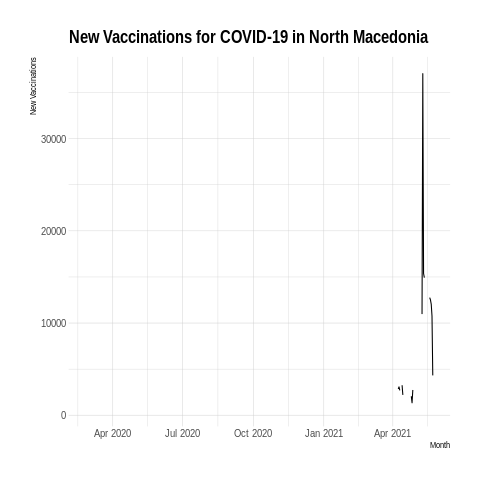 New Vaccinations for COVID-19 in North Macedonia
New Vaccinations
30000
20000
10000
0
Apr 2020 Jul 2020 Oct 2020 Jan 2021 Apr 2021
Month